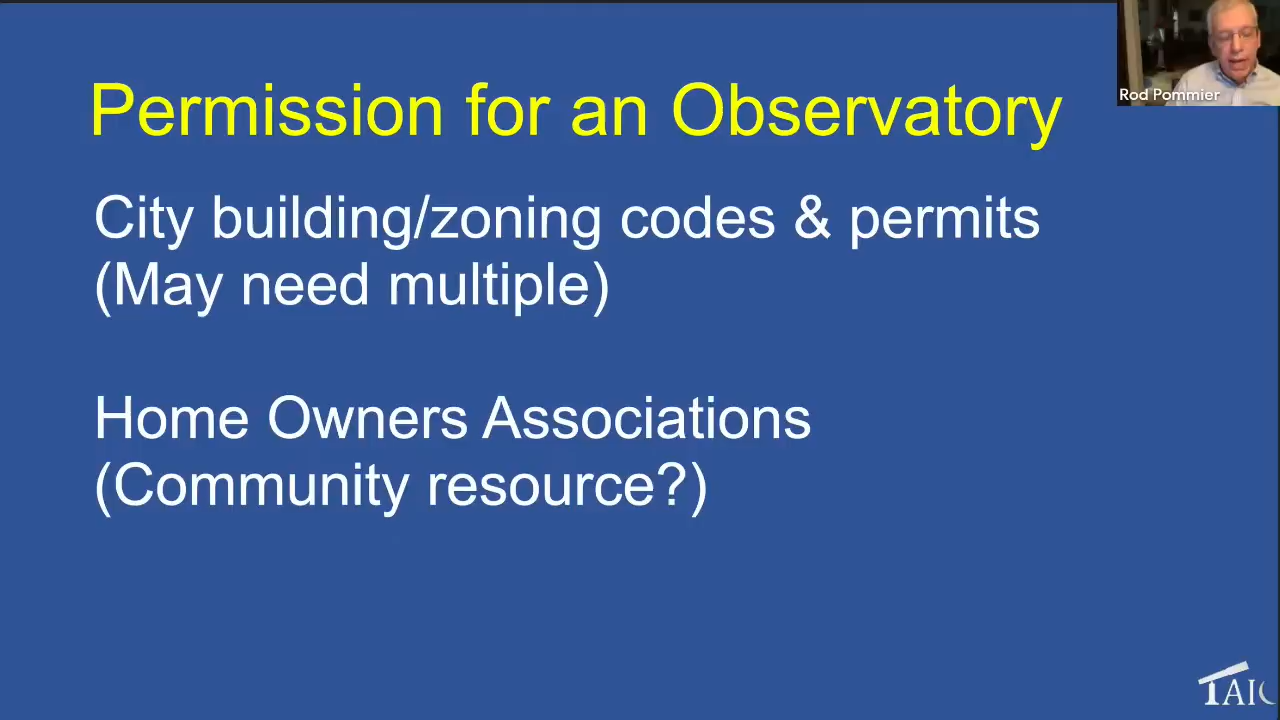 Permission for an Observatory
Rod Pommier
City building/zoning codes & permits
(May need multiple)
Home Owners Associations
(Community resource?)
TAIC